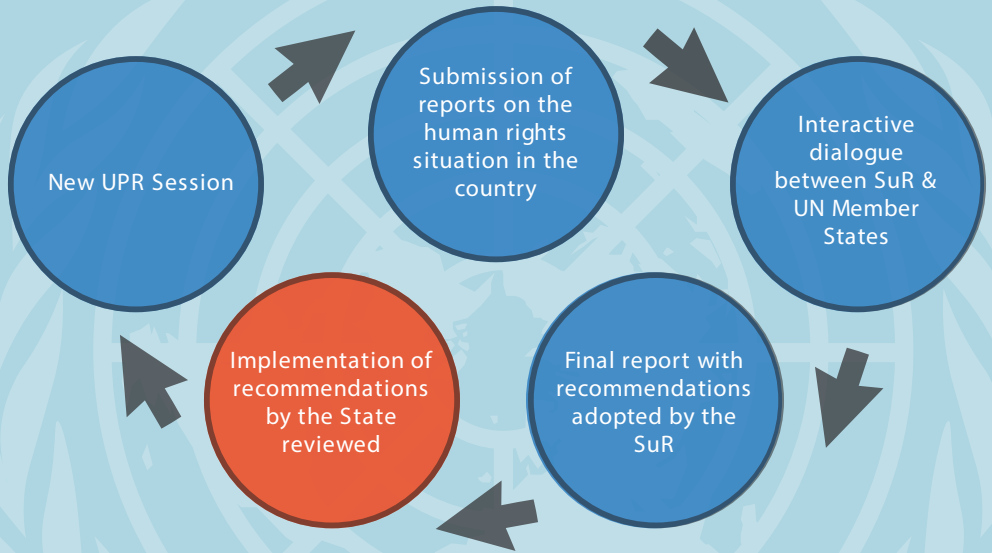 New UPR Session
Submission of
reports on the
human rights
situation in the
country
Interactive
dialogue
between SuR &
UN Member
States
Final report with
recommendations
adopted by the
SuR
Implementation of
recommendations
by the State
reviewed